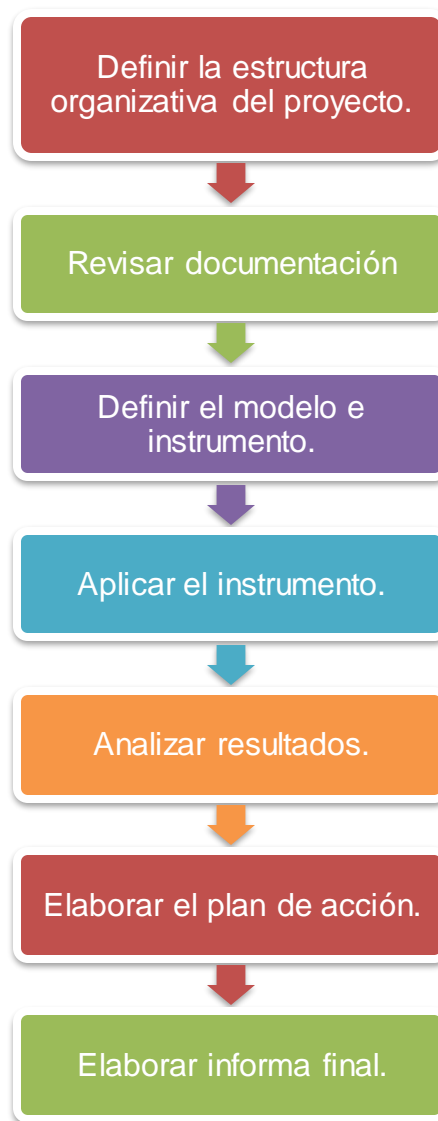 Definir la estructura
organizativa del proyecto.
Revisar documentación
Definir el modelo e
instrumento.
Aplicar el instrumento.
Analizar resultados.
Elaborar el plan de acción.
Elaborar informa final.